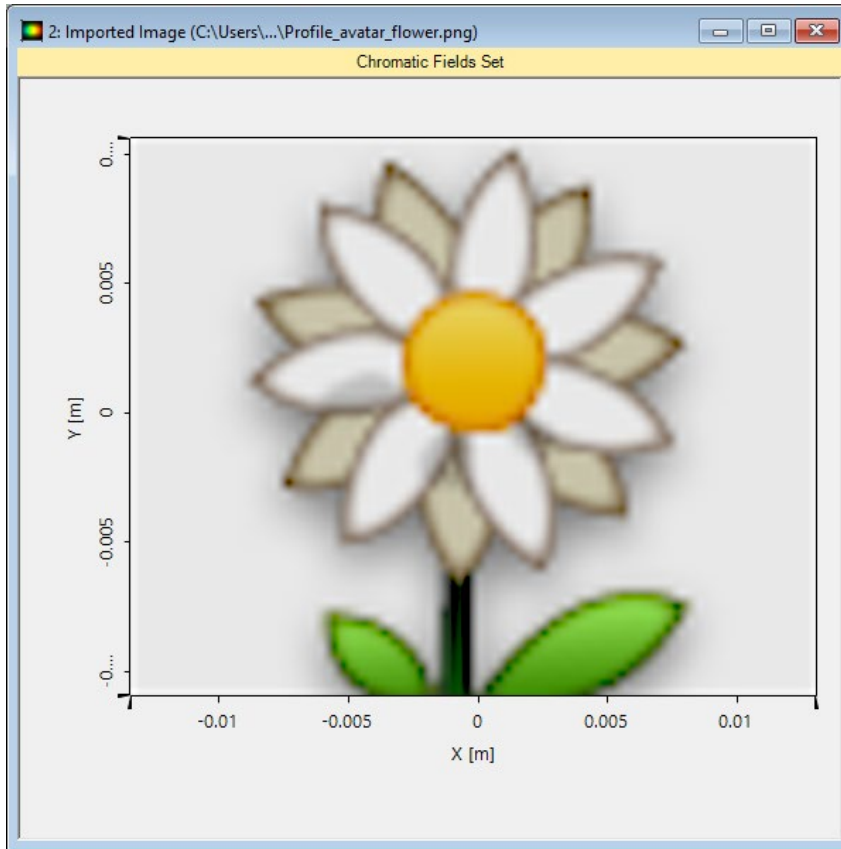 2: Imported Image (C:\Users\...\Profile_avatar_flower.png)
Chromatic Fields Set
0....
0.005
Y [m]
0
-0.005
-0....
-0.01
-0.005
0
0.005
0.01
X [m]